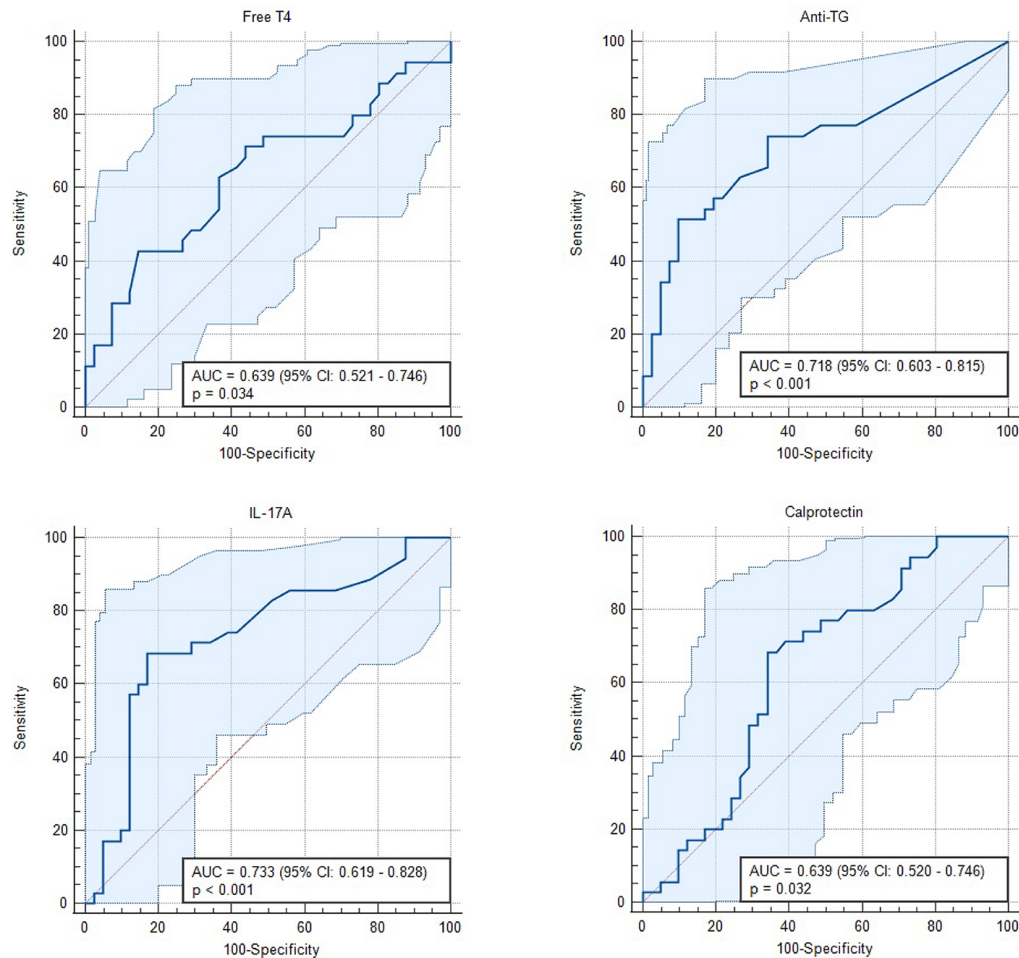 Free T4
100
80
60
40
20
0
Sensitivity
AUC = 0.639 (95% CI: 0.521 - 0.746)
p = 0.034
0 20 40 60 80 100
100-Specificity
Anti-TG
100
80
60
40
20
0
Sensitivity
AUC = 0.718 (95% CI: 0.603 - 0.815)
p < 0.001
0 20 40 60 80 100
100-Specificity
IL-17A
100
80
60
40
20
0
Sensitivity
AUC = 0.733 (95% CI: 0.619 - 0.828)
p < 0.001
0 20 40 60 80 100
100-Specificity
Calprotectin
100
80
60
40
20
0
Sensitivity
AUC = 0.639 (95% CI: 0.520 - 0.746)
p = 0.032
0 20 40 60 80 100
100-Specificity